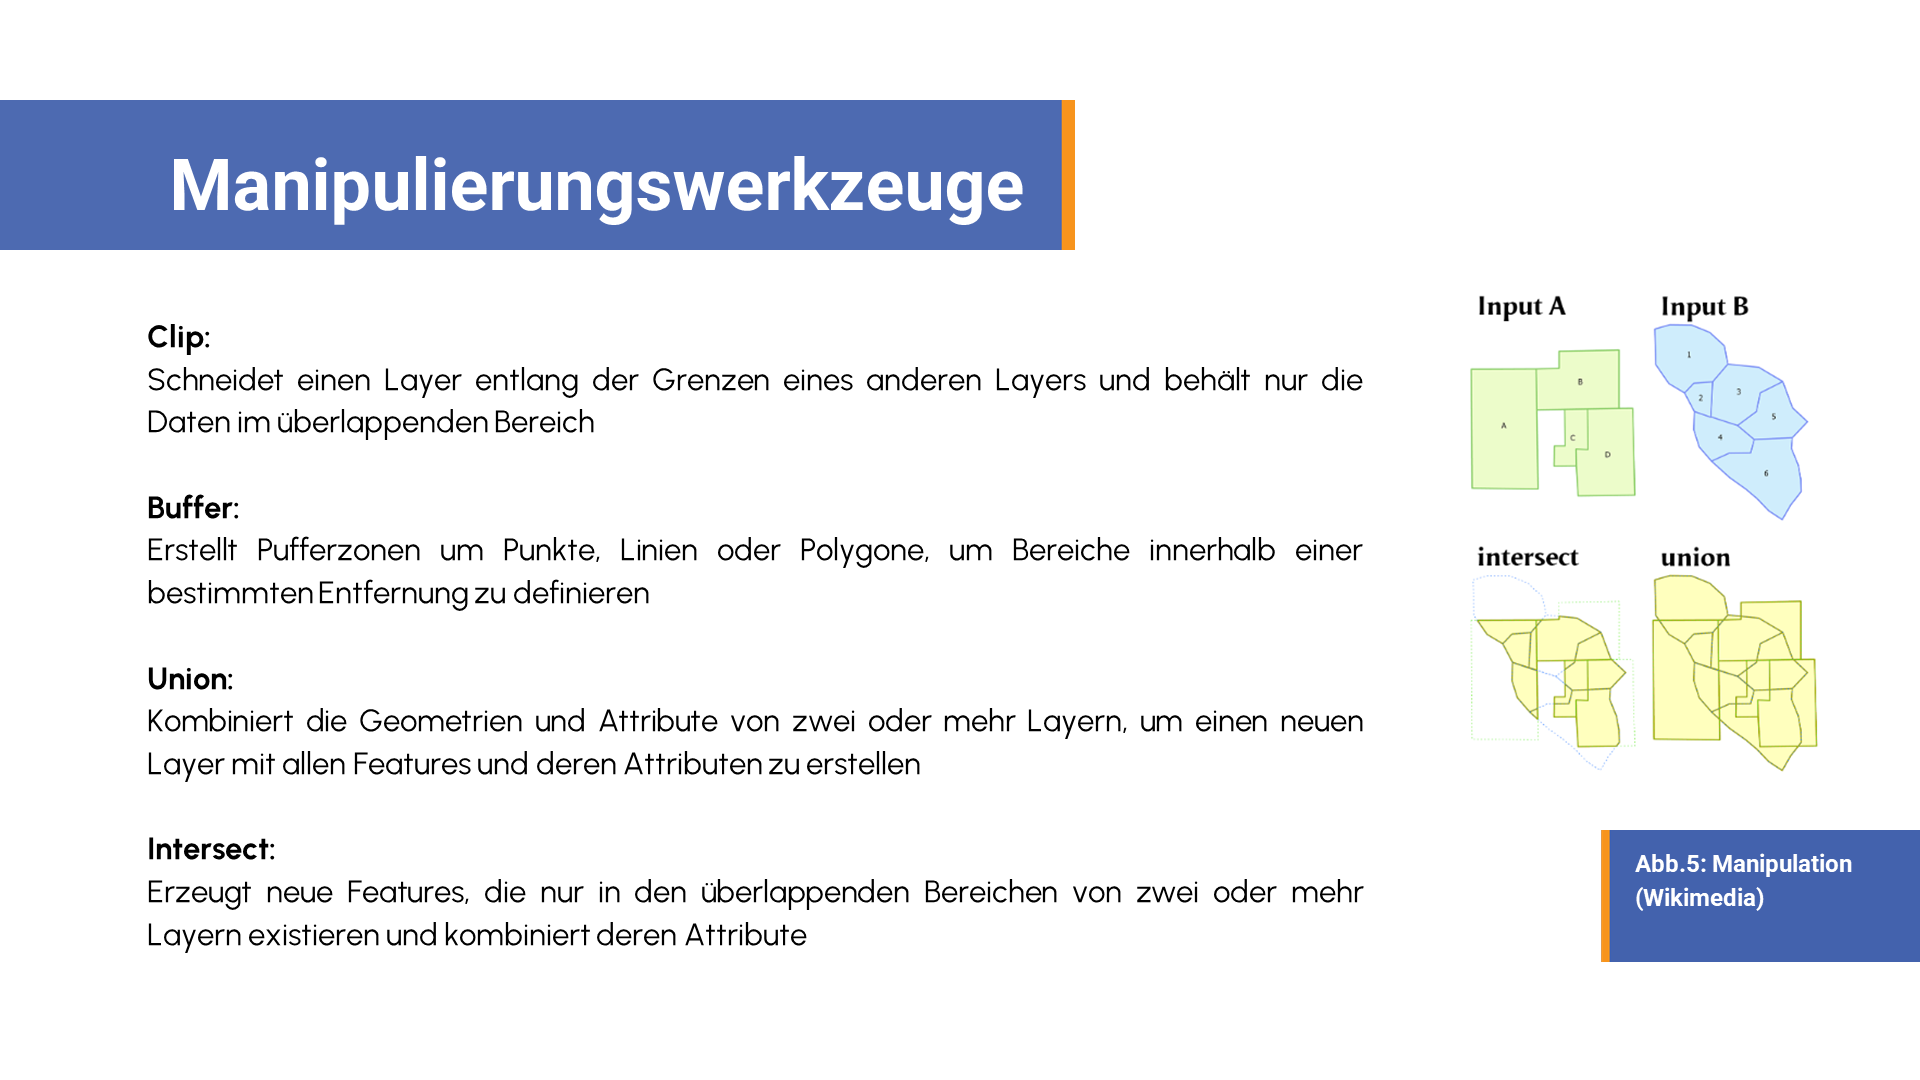 Manipulierungswerkzeuge
Clip:
Schneidet einen Layer entlang der Grenzen eines anderen Layers und behält nur die
Daten im überlappenden Bereich
Buffer:
Erstellt Pufferzonen um Punkte, Linien oder Polygone, um Bereiche innerhalb einer
bestimmten Entfernung zu definieren
Union:
Kombiniert die Geometrien und Attribute von zwei oder mehr Layern, um einen neuen
Layer mit allen Features und deren Attributen zu erstellen
Intersect:
Erzeugt neue Features, die nur in den überlappenden Bereichen von zwei oder mehr
Layern existieren und kombiniert deren Attribute
Input A
A
B
C
D
Input B
1
2
3
4
5
6
intersect
union
Abb.5: Manipulation
(Wikimedia)